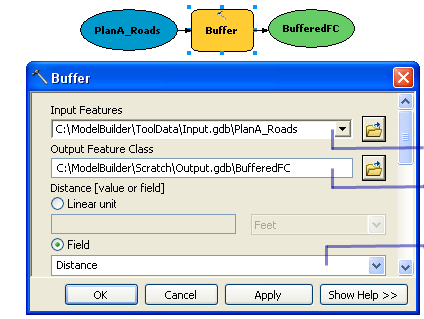 PlanA_Roads
Buffer
BufferedFC
Buffer
Input Features
C:\ModelBuilder\ToolData\Input.gdb\PlanA_Roads
Output Feature Class
C:\ModelBuilder\Scratch\Output.gdb\BufferedFC
Distance [value or field]
Linear unit
Feet
Field
Distance
OK
Cancel
Apply
Show Help >>